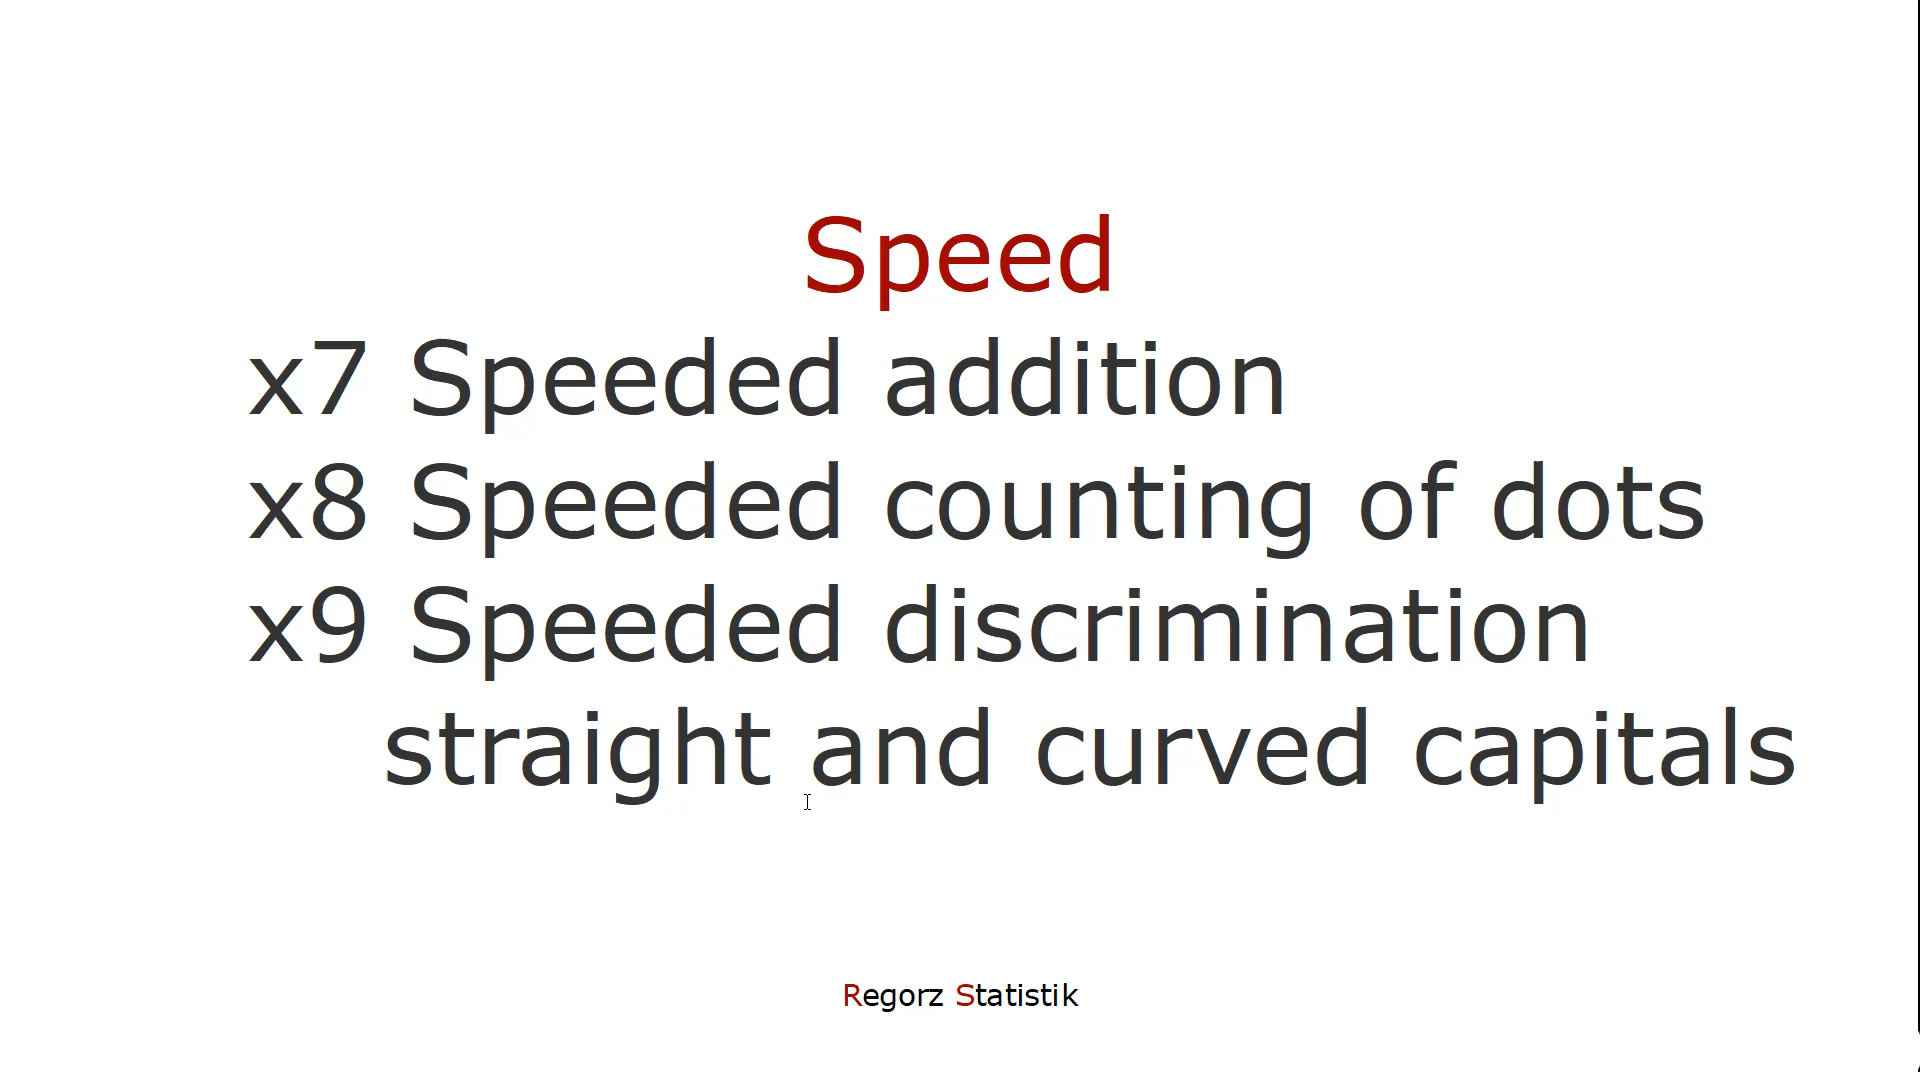 Speed
x7 Speeded addition
x8 Speeded counting of dots
x9 Speeded discrimination
straight and curved capitals
Regorz Statistik